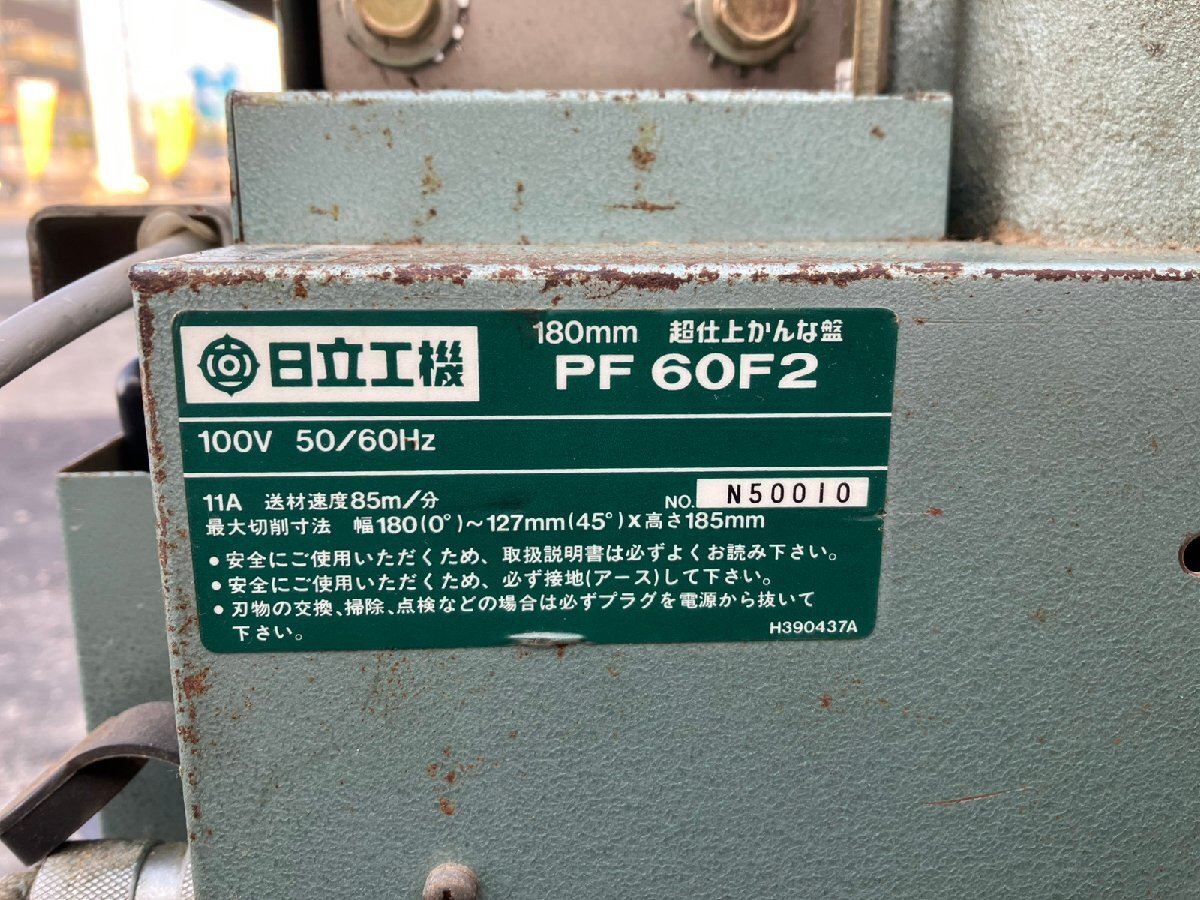 日立工機
180mm 超仕上かんな盤
PF 60F2
100V 50/60Hz
11A 送材速度85m/分
NO. N50010
最大切削寸法 幅180(0°)～127mm(45°)×高さ185mm
•安全にご使用いただくため、取扱説明書は必ずよくお読み下さい。
•安全にご使用いただくため、必ず接地(アース)して下さい。
•刃物の交換、掃除、点検などの場合は必ずプラグを電源から抜いて
下さい。
H390437A